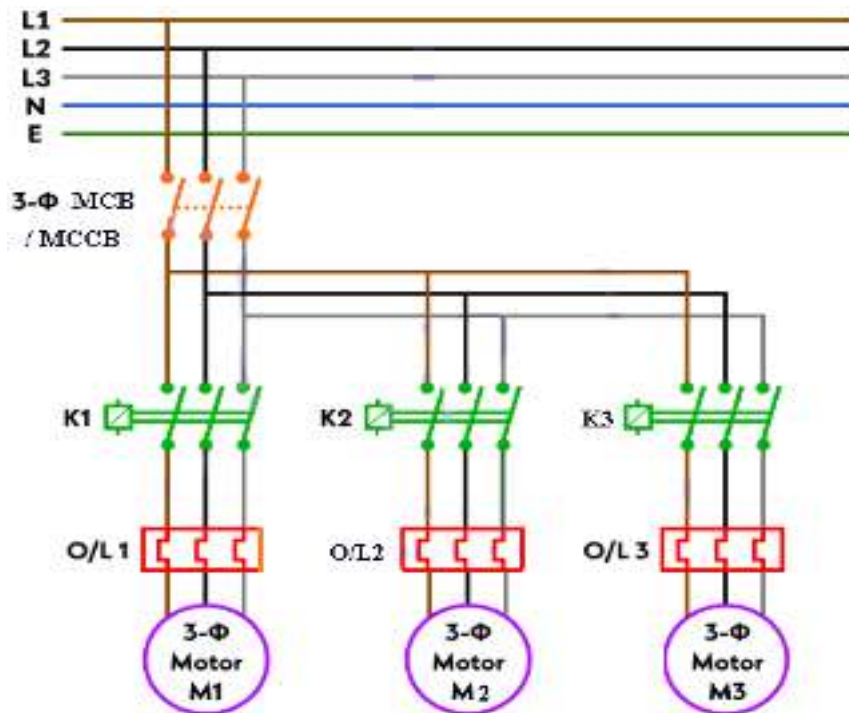 L1
L2
L3
N
E
3-Φ MCB
/ MCCB
K1
K2
K3
O/L 1
O/L2
O/L 3
3-Φ
Motor
M1
3-Φ
Motor
M2
3-Φ
Motor
M3